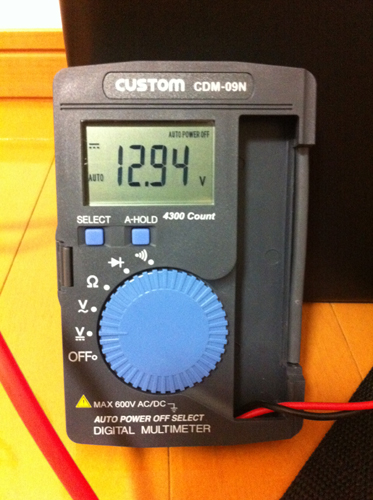 CUSTOM CDM-09N
AUTO POWER OFF
AUTO 12.94 V
SELECT A-HOLD 4300 Count
Ω
V
V
OFF
MAX 600V AC/DC
AUTO POWER OFF SELECT
DIGITAL MULTIMETER